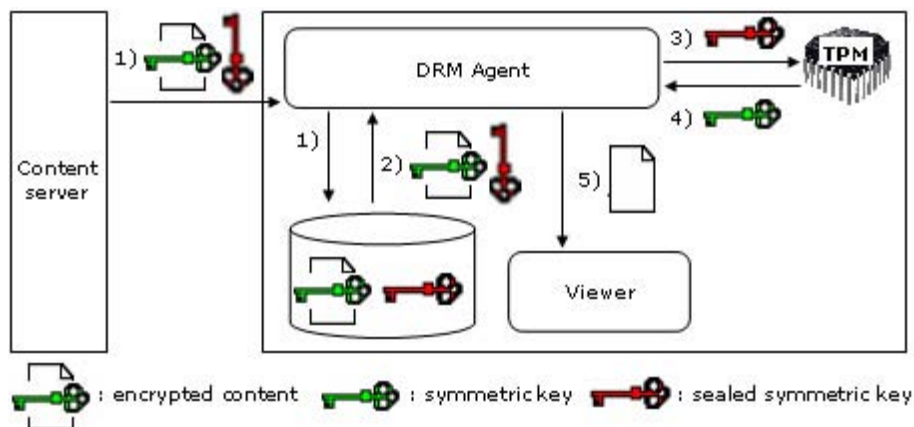 1)
3)
TPM
DRM Agent
4)
1)
2)
5)
Content
server
Viewer
: encrypted content
: symmetric key
: sealed symmetric key